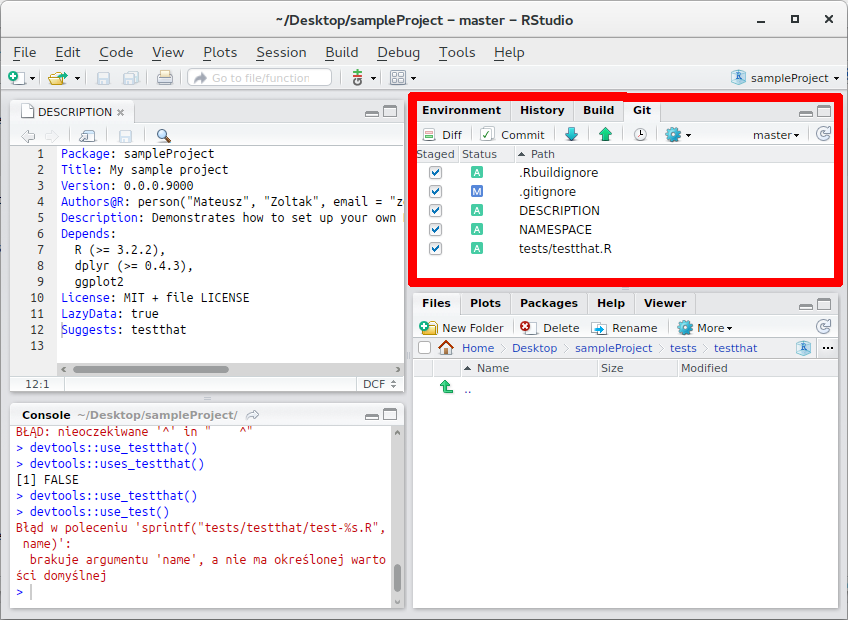 ~/Desktop/sampleProject – master – RStudio
File Edit Code View Plots Session Build Debug Tools Help
Go to file/function
sampleProject
DESCRIPTION
1 Package: sampleProject
2 Title: My sample project
3 Version: 0.0.0.9000
4 Authors@R: person("Mateusz", "Zoltak", email = "z
5 Description: Demonstrates how to set up your own
6 Depends:
7 R (>= 3.2.2),
8 dplyr (>= 0.4.3),
9 ggplot2
10 License: MIT + file LICENSE
11 LazyData: true
12 Suggests: testthat
13
12:1 DCF
Console ~/Desktop/sampleProject/
BŁĄD: nieoczekiwane '^' in " ^"
> devtools::use_testthat()
> devtools::uses_testthat()
[1] FALSE
> devtools::use_testthat()
> devtools::use_test()
Błąd w poleceniu 'sprintf("tests/testthat/test-%s.R",
name)':
brakuje argumentu 'name', a nie ma określonej warto
ści domyślnej
>
Environment History Build Git
Diff Commit master
Staged Status Path
A .Rbuildignore
M .gitignore
A DESCRIPTION
A NAMESPACE
A tests/testthat.R
Files Plots Packages Help Viewer
New Folder Delete Rename More
Home Desktop sampleProject tests testthat R ...
Name Size Modified
..